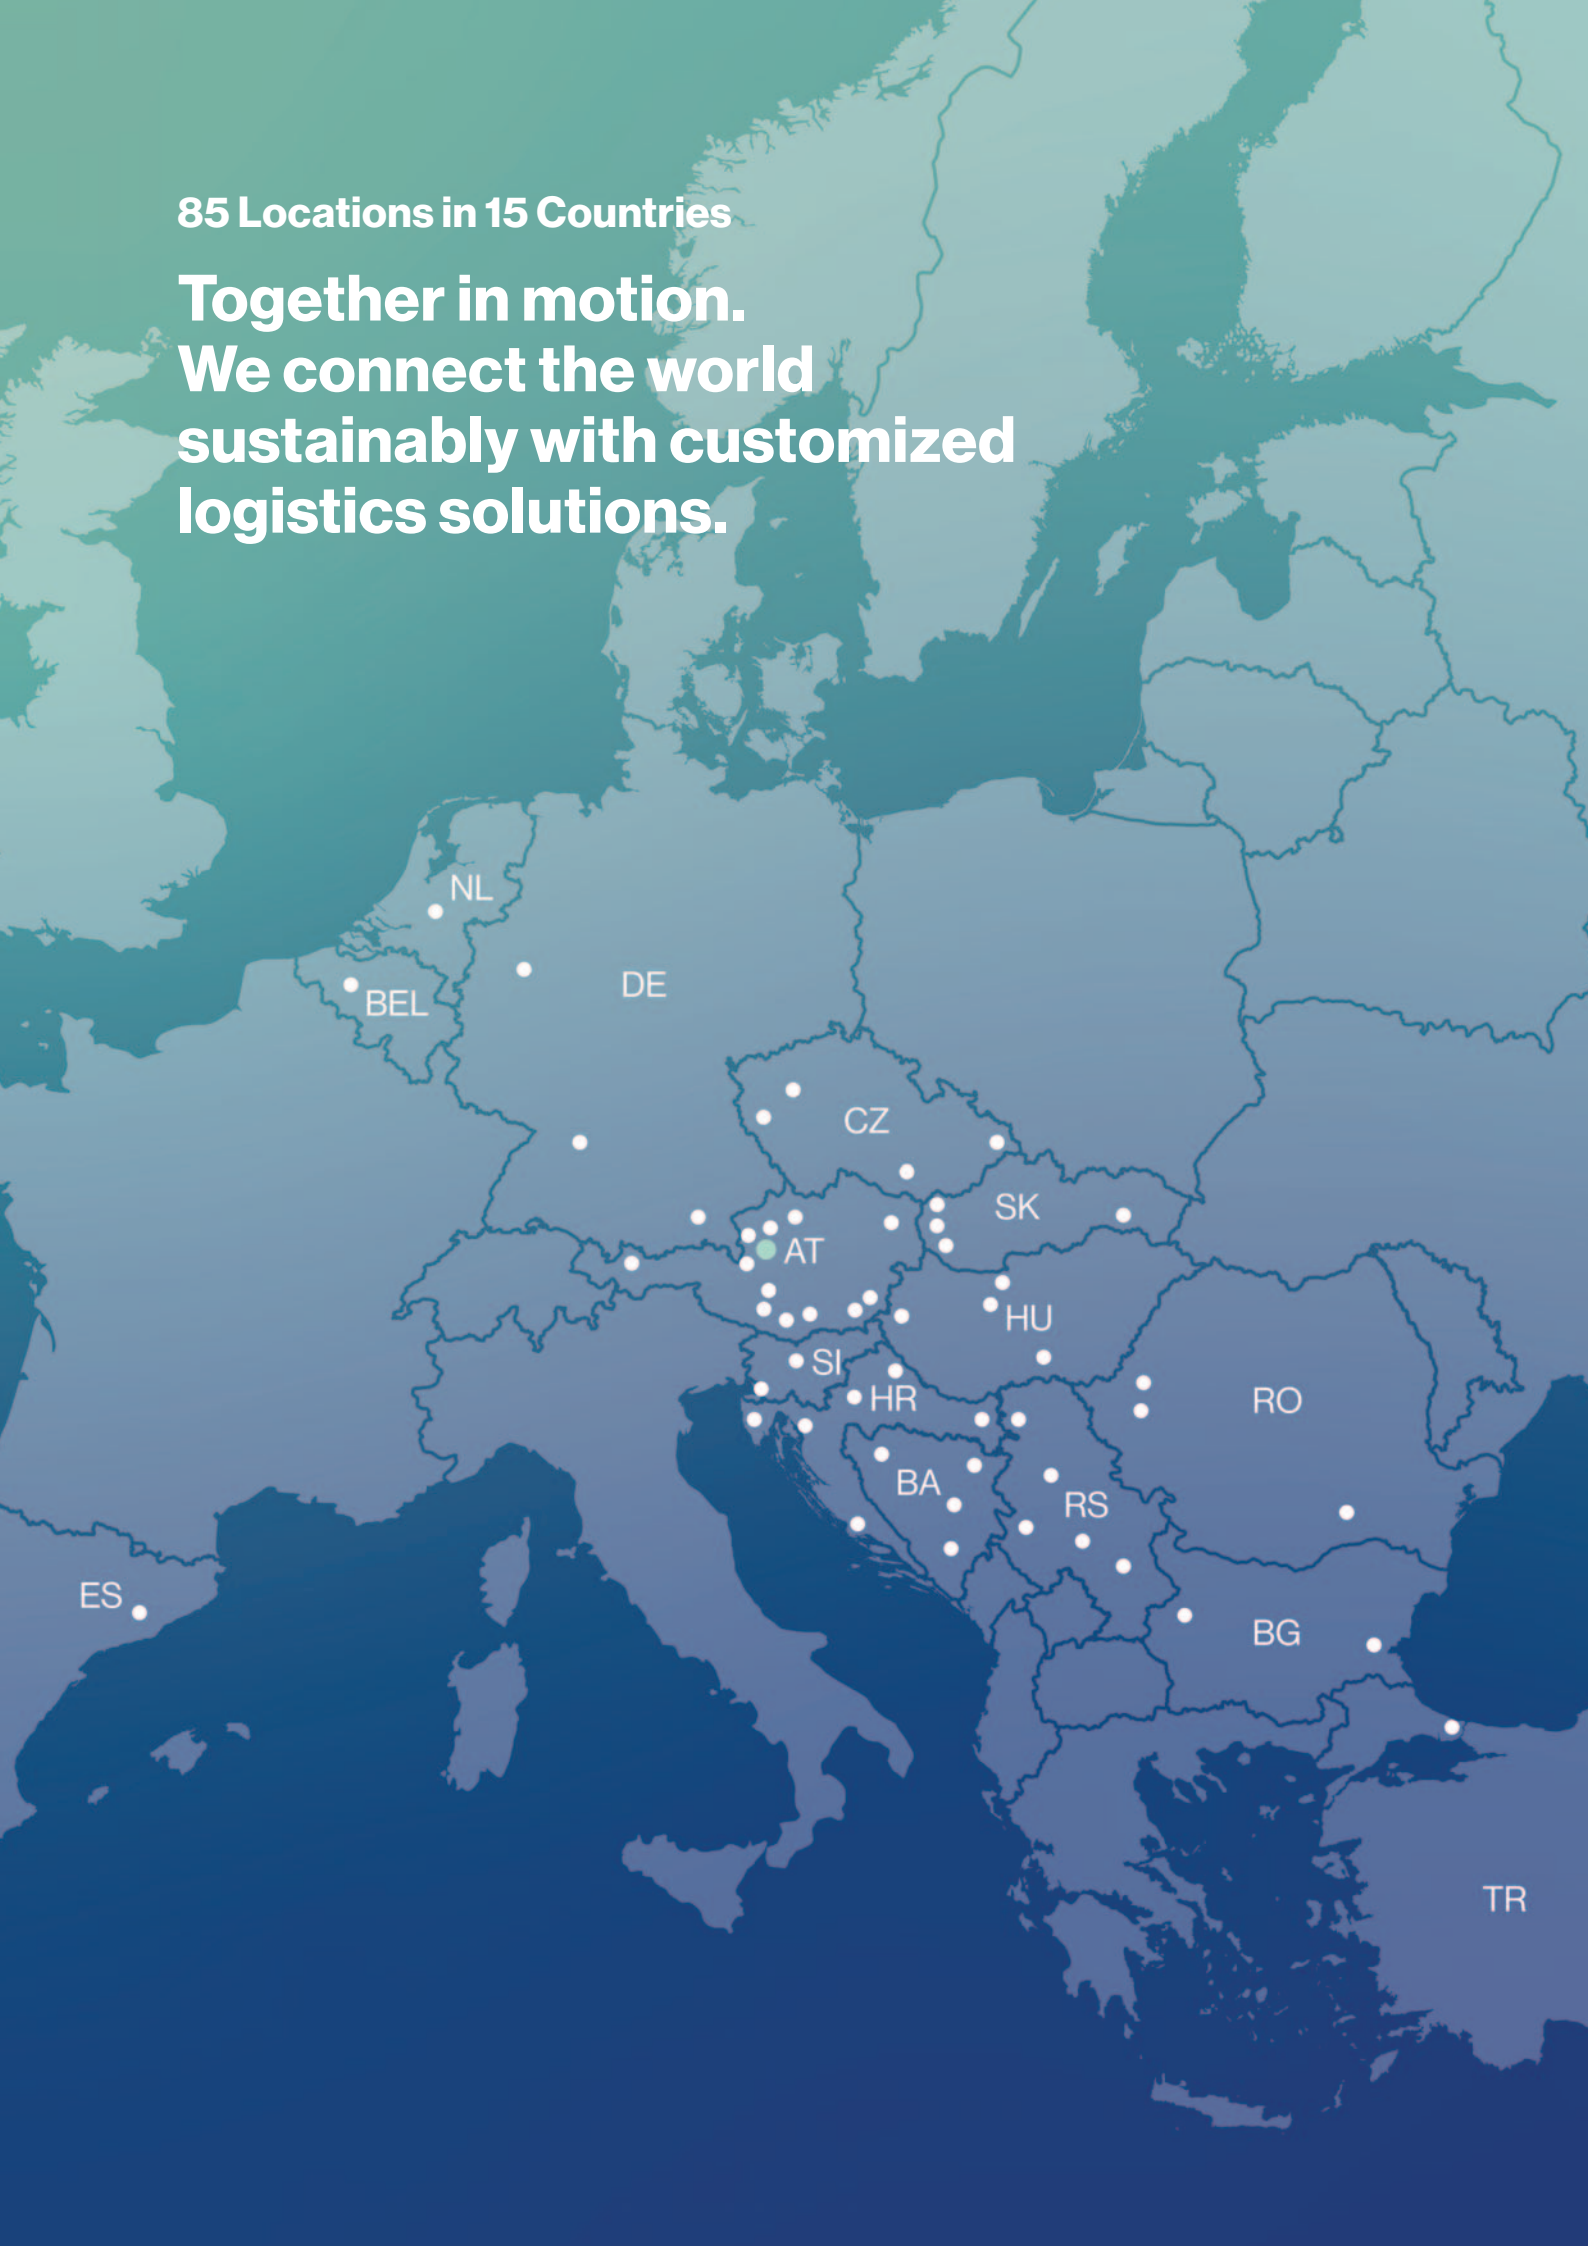 85 Locations in 15 Countries
Together in motion.
We connect the world
sustainably with customized
logistics solutions.
NL
DE
BEL
CZ
SK
AT
HU
SI
HR
RO
BA
RS
ES
BG
TR